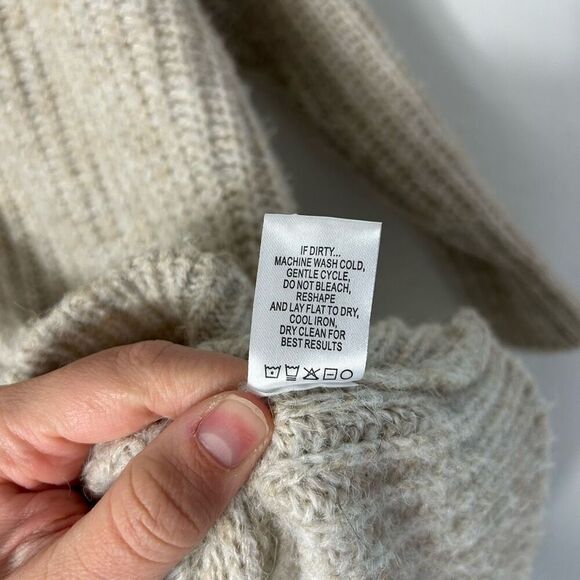 IF DIRTY...
MACHINE WASH COLD,
GENTLE CYCLE,
DO NOT BLEACH,
RESHAPE
AND LAY FLAT TO DRY,
COOL IRON,
DRY CLEAN FOR
BEST RESULTS